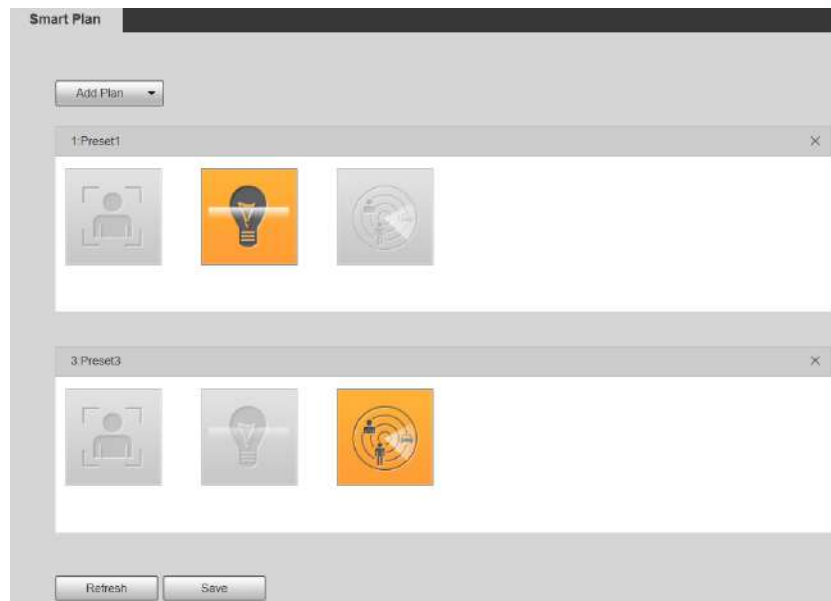 Smart Plan
Add Plan
1:Preset1
3:Preset3
Refresh
Save